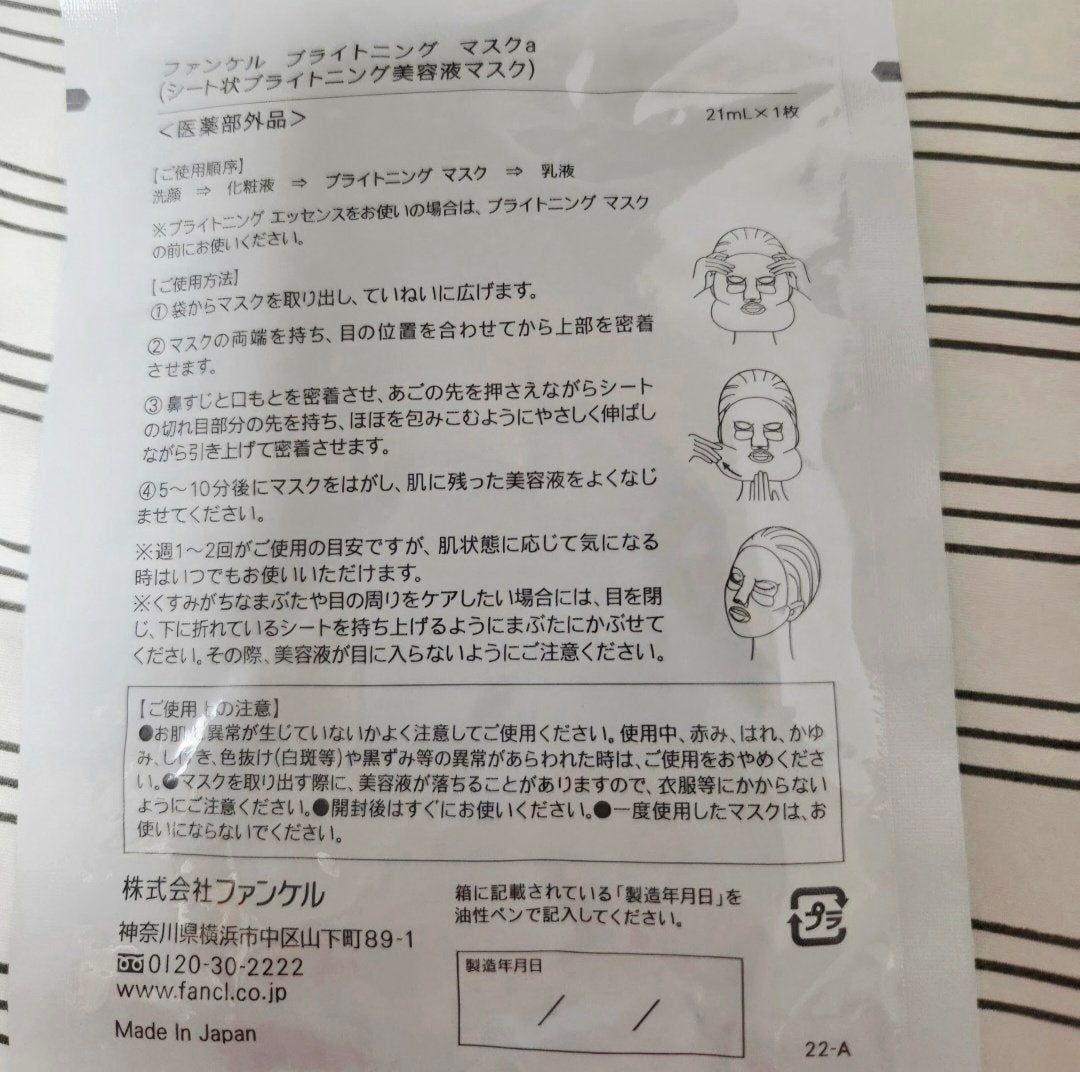 ファンケル ブライトニング マスクa
(シート状ブライトニング美容液マスク)
<医薬部外品>
21mL×1枚
【ご使用順序】
洗顔 ⇒ 化粧液 ⇒ ブライトニング マスク ⇒ 乳液
※ブライトニング エッセンスをお使いの場合は、ブライトニング マスク
の前にお使いください。
【ご使用方法】
①袋からマスクを取り出し、ていねいに広げます。
②マスクの両端を持ち、目の位置を合わせてから上部を密着
させます。
③鼻すじと口もとを密着させ、あごの先を押さえながらシート
の切れ目部分の先を持ち、ほほを包みこむようにやさしく伸ばし
ながら引き上げて密着させます。
④5～10分後にマスクをはがし、肌に残った美容液をよくなじ
ませてください。
※週1～2回がご使用の目安ですが、肌状態に応じて気になる
時はいつでもお使いいただけます。
※くすみがちなまぶたや目の周りをケアしたい場合には、目を閉
じ、下に折れているシートを持ち上げるようにまぶたにかぶせて
ください。その際、美容液が目に入らないようにご注意ください。
【ご使用上の注意】
●お肌に異常が生じていないかよく注意してご使用ください。使用中、赤み、はれ、かゆ
み、しげき、色抜け(白斑等)や黒ずみ等の異常があらわれた時は、ご使用をおやめくださ
い。●マスクを取り出す際に、美容液が落ちることがありますので、衣服等にかからない
ようにご注意ください。●開封後はすぐにお使いください。●一度使用したマスクは、お
使いにならないでください。
株式会社ファンケル
神奈川県横浜市中区山下町89-1
0120-30-2222
www.fancl.co.jp
Made In Japan
箱に記載されている「製造年月日」を
油性ペンで記入してください。
製造年月日
/ /
プラ
22-A